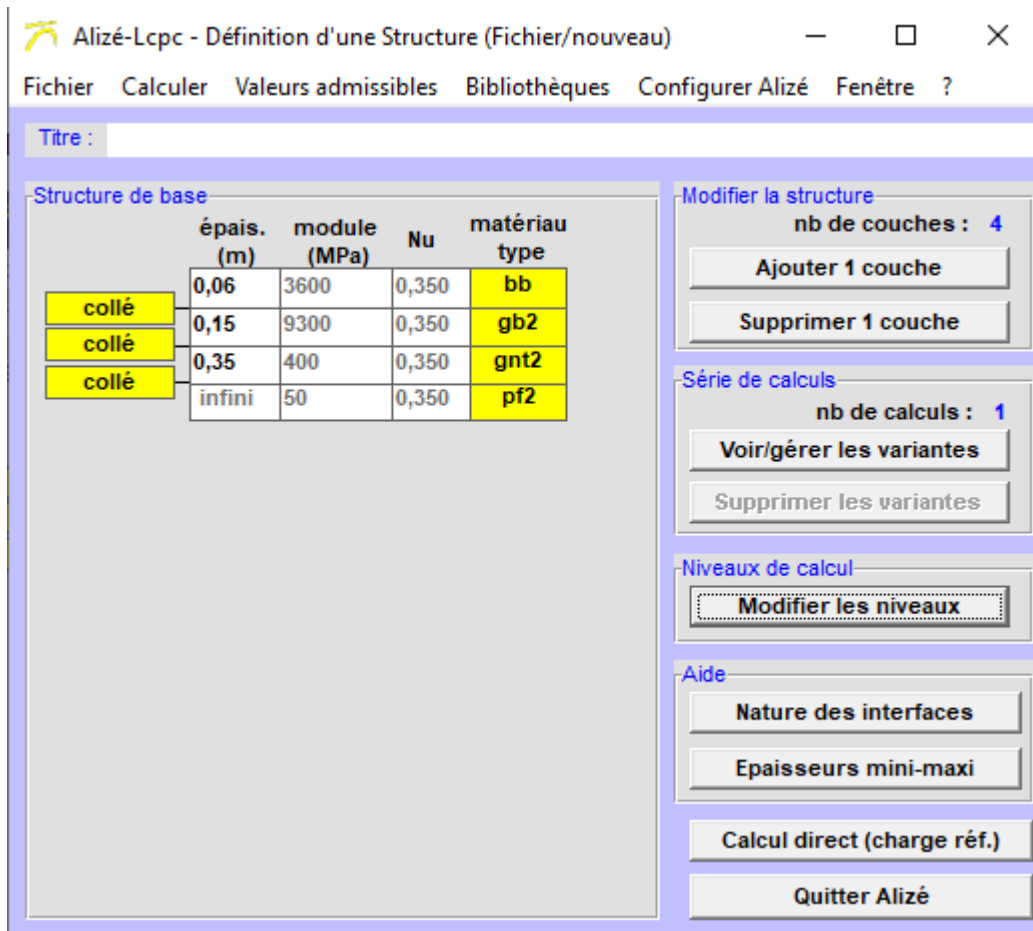 Alizé-Lcpc - Définition d'une Structure (Fichier/nouveau)
Fichier Calculer Valeurs admissibles Bibliothèques Configurer Alizé Fenêtre ?
Titre :
Structure de base
épais. (m) module (MPa) Nu matériau type
0,06 3600 0,350 bb
collé
0,15 9300 0,350 gb2
collé
0,35 400 0,350 gnt2
collé
infini 50 0,350 pf2
Modifier la structure
nb de couches : 4
Ajouter 1 couche
Supprimer 1 couche
Série de calculs
nb de calculs : 1
Voir/gérer les variantes
Supprimer les variantes
Niveaux de calcul
Modifier les niveaux
Aide
Nature des interfaces
Epaisseurs mini-maxi
Calcul direct (charge réf.)
Quitter Alizé